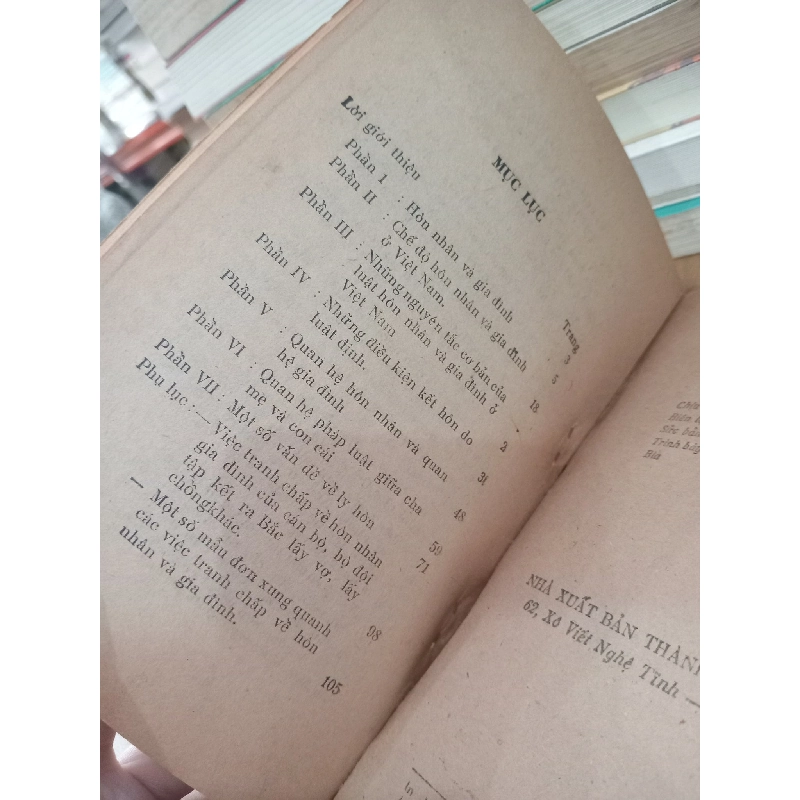 MỤC LỤC
Trang
Lời giới thiệu 3
Phần I : Hôn nhân và gia đình 5
Phần II : Chế độ hôn nhân và gia đình
ở Việt Nam. 18
Phần III : Những nguyên tắc cơ bản của
luật hôn nhân và gia đình ở
Việt Nam
Phần IV : Những điều kiện kết hôn do
luật định.
Phần V : Quan hệ hôn nhân và quan
hệ gia đình 48
Phần VI : Quan hệ pháp luật giữa cha
mẹ và con cái 59
Phần VII : Một số vấn đề về ly hôn 71
Phụ lục : — Việc tranh chấp về hôn nhân
gia đình của cán bộ, bộ đội
tập kết ra Bắc lấy vợ, lấy
chồngkhác. 98
— Một số mẫu đơn xung quanh
các việc tranh chấp về hôn
nhân và gia đình. 105
Trình bày
Bìa
NHÀ XUẤT BẢN THÀNH
62, Xô Viết Nghệ Tĩnh —
In